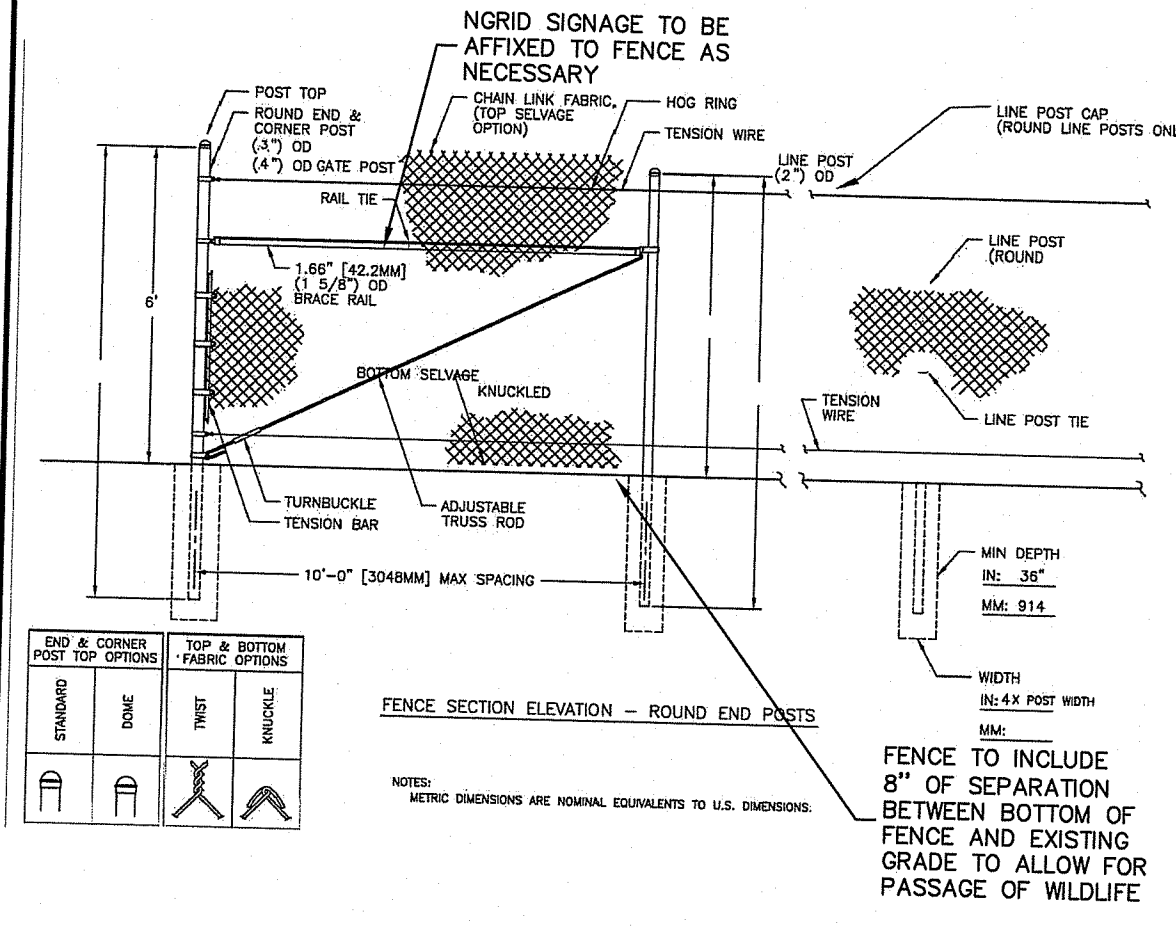 NGRID SIGNAGE TO BE
AFFIXED TO FENCE AS
NECESSARY
POST TOP
ROUND END &
CORNER POST
(.3") OD
(.4") OD GATE POST
CHAIN LINK FABRIC,
(TOP SELVAGE
OPTION)
HOG RING
TENSION WIRE
LINE POST
(2") OD
LINE POST CAP
(ROUND LINE POSTS ONL
RAIL TIE
1.66" [42.2MM]
(1 5/8") OD
BRACE RAIL
6'
LINE POST
(ROUND
BOTTOM SELVAGE
KNUCKLED
TENSION
WIRE
LINE POST TIE
TURNBUCKLE
TENSION BAR
ADJUSTABLE
TRUSS ROD
10'-0" [3048MM] MAX SPACING
MIN DEPTH
IN: 36"
MM: 914
WIDTH
IN: 4X POST WIDTH
MM:
END & CORNER
POST TOP OPTIONS
TOP & BOTTOM
FABRIC OPTIONS
STANDARD
DOME
TWIST
KNUCKLE
FENCE SECTION ELEVATION – ROUND END POSTS
NOTES:
METRIC DIMENSIONS ARE NOMINAL EQUIVALENTS TO U.S. DIMENSIONS.
FENCE TO INCLUDE
8" OF SEPARATION
BETWEEN BOTTOM OF
FENCE AND EXISTING
GRADE TO ALLOW FOR
PASSAGE OF WILDLIFE